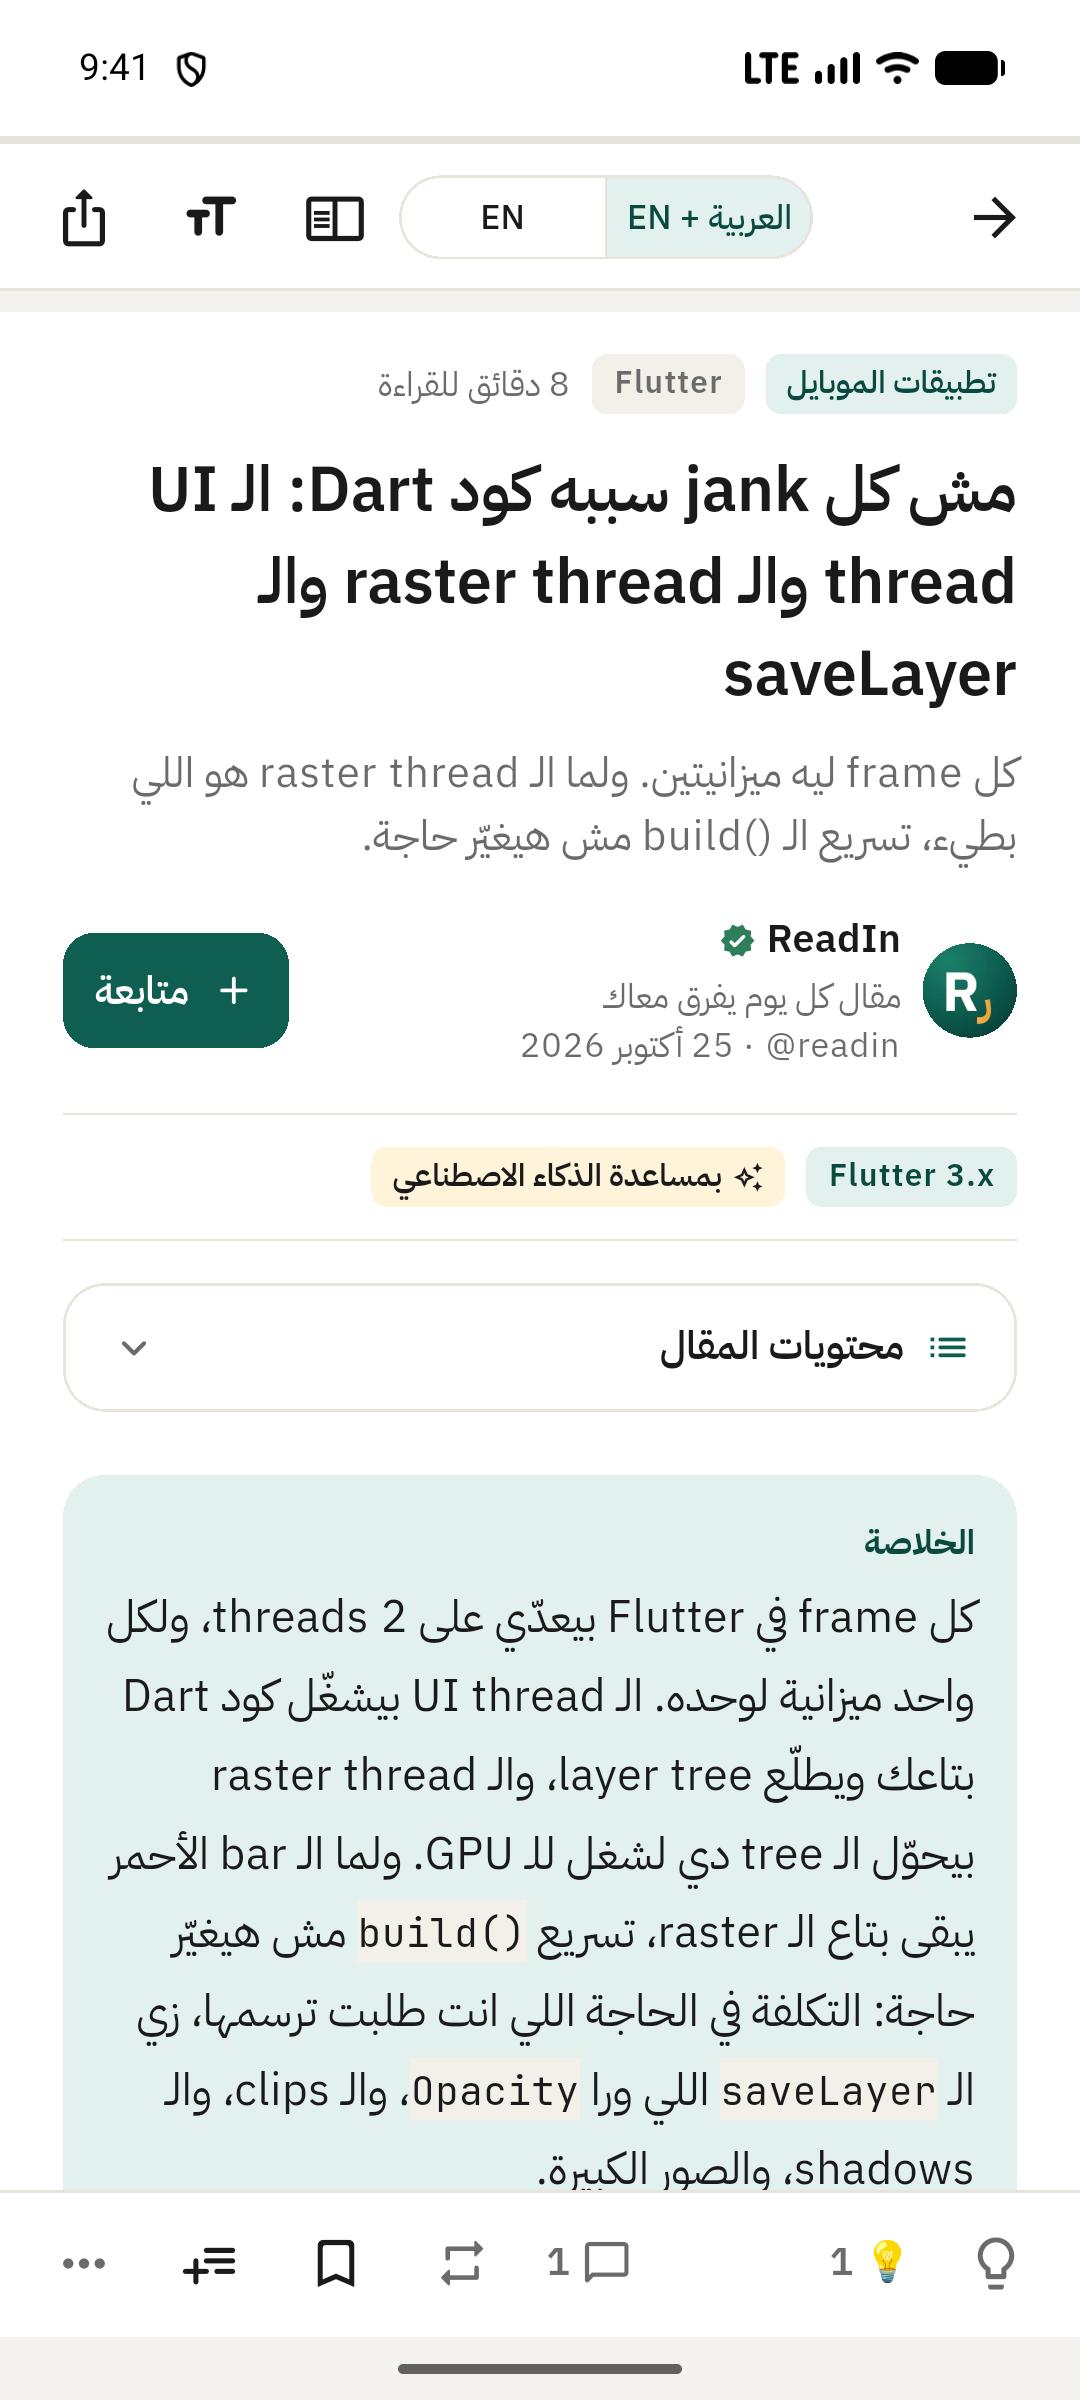 9:41
LTE
EN
العربية + EN
تطبيقات الموبايل
Flutter
8 دقائق للقراءة
مش كل jank سببه كود Dart: الـ UI
thread والـ raster thread والـ
saveLayer
كل frame ليه ميزانيتين. ولما الـ raster thread هو اللي
بطيء، تسريع الـ build() مش هيغيّر حاجة.
ReadIn
مقال كل يوم يفرق معاك
@readin · 25 أكتوبر 2026
+ متابعة
Flutter 3.x
بمساعدة الذكاء الاصطناعي
محتويات المقال
الخلاصة
كل frame في Flutter بيعدّي على 2 threads، ولكل
واحد ميزانية لوحده. الـ UI thread بيشغّل كود Dart
بتاعك ويطلّع layer tree، والـ raster thread
بيحوّل الـ tree دي لشغل للـ GPU. ولما الـ bar الأحمر
يبقى بتاع الـ raster، تسريع build() مش هيغيّر
حاجة: التكلفة في الحاجة اللي انت طلبت ترسمها، زي
الـ saveLayer اللي ورا Opacity، والـ clips، والـ
shadows، والصور الكبيرة.
1
1